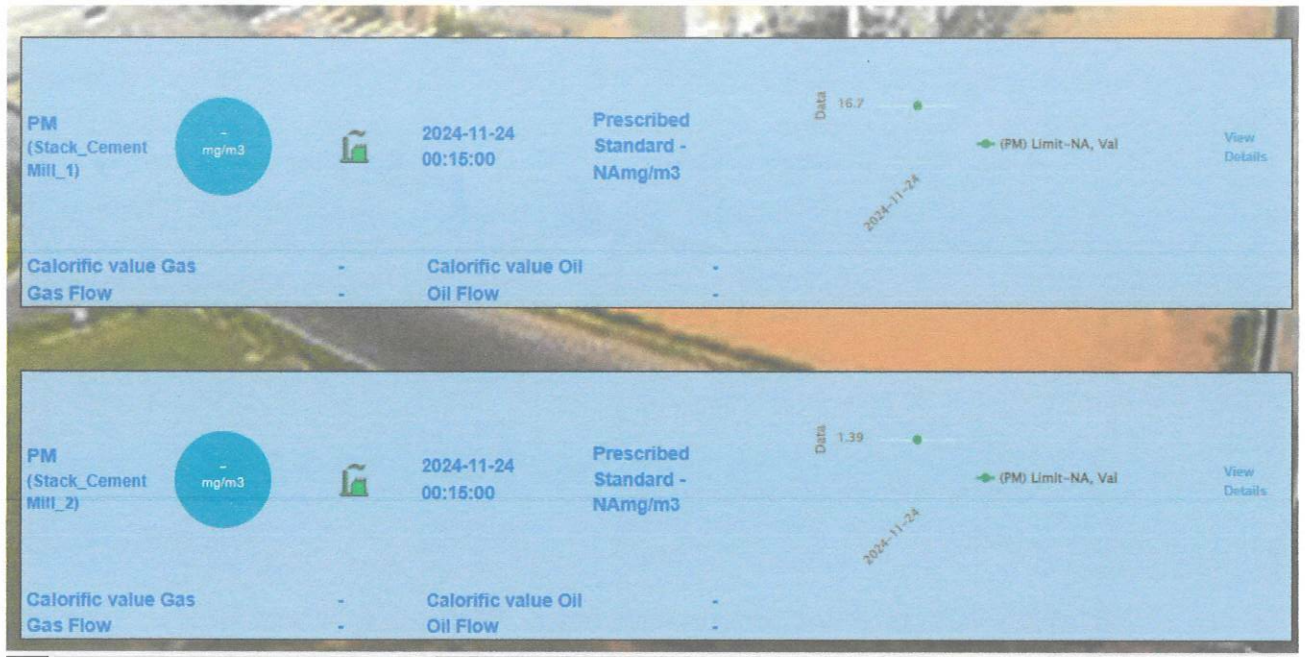 PM
(Stack_Cement
Mill_1)
-
mg/m3
2024-11-24
00:15:00
Prescribed
Standard -
NAmg/m3
Data
16.7
2024-11-24
(PM) Limit-NA, Val
View
Details
Calorific value Gas - Calorific value Oil -
Gas Flow - Oil Flow -
PM
(Stack_Cement
Mill_2)
-
mg/m3
2024-11-24
00:15:00
Prescribed
Standard -
NAmg/m3
Data
1.39
2024-11-24
(PM) Limit-NA, Val
View
Details
Calorific value Gas - Calorific value Oil -
Gas Flow - Oil Flow -